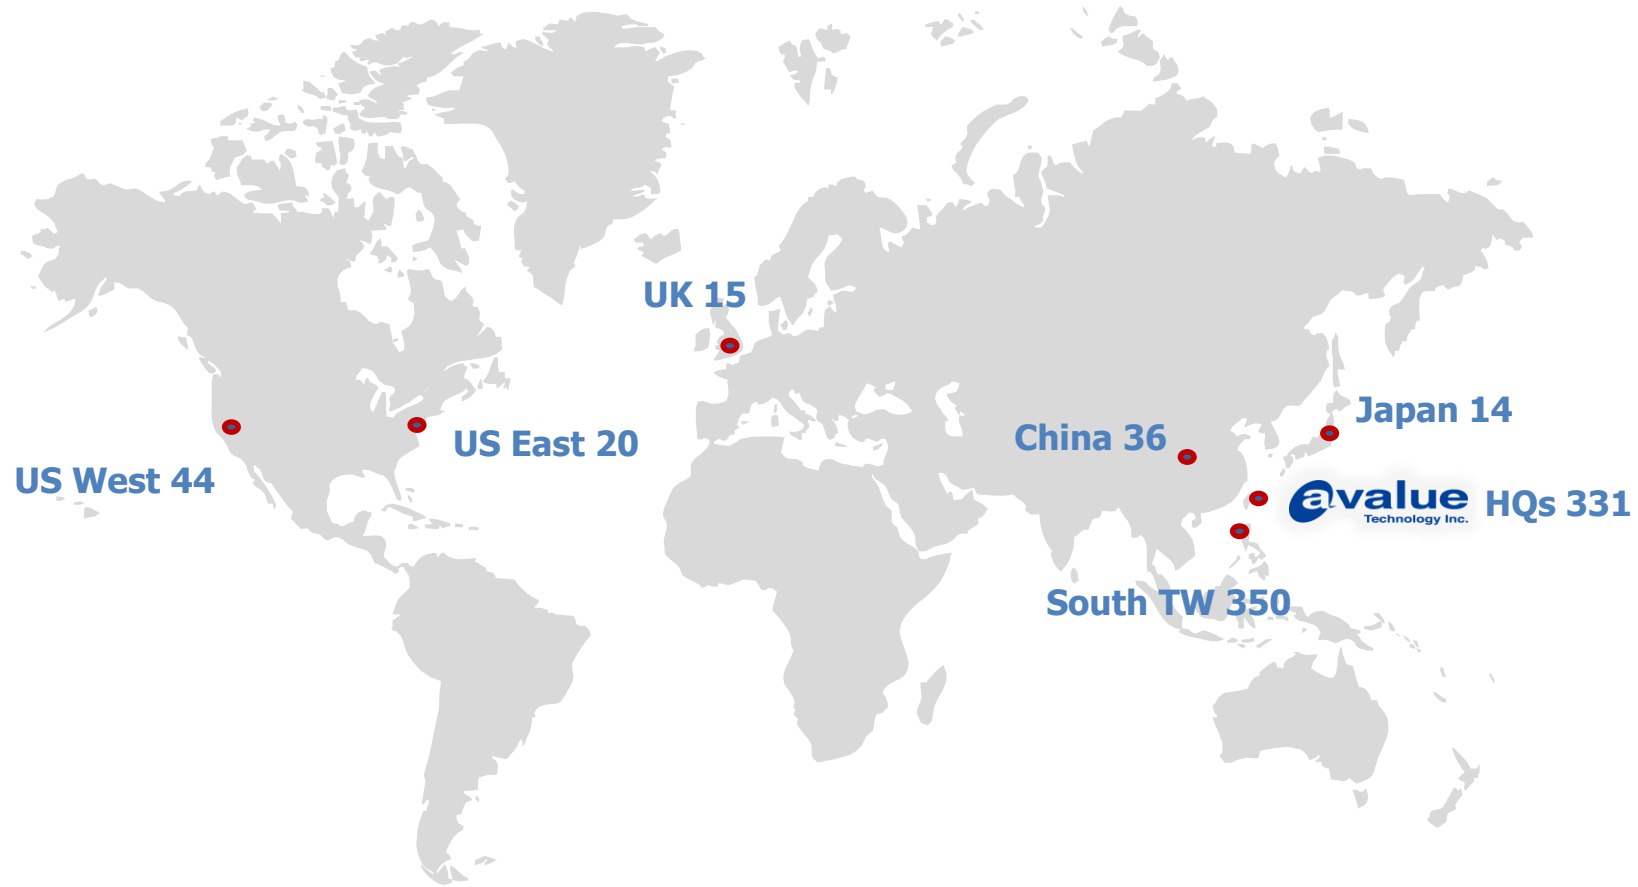 UK 15
Japan 14
China 36
US East 20
US West 44
avalue
Technology Inc.
HQs 331
South TW 350